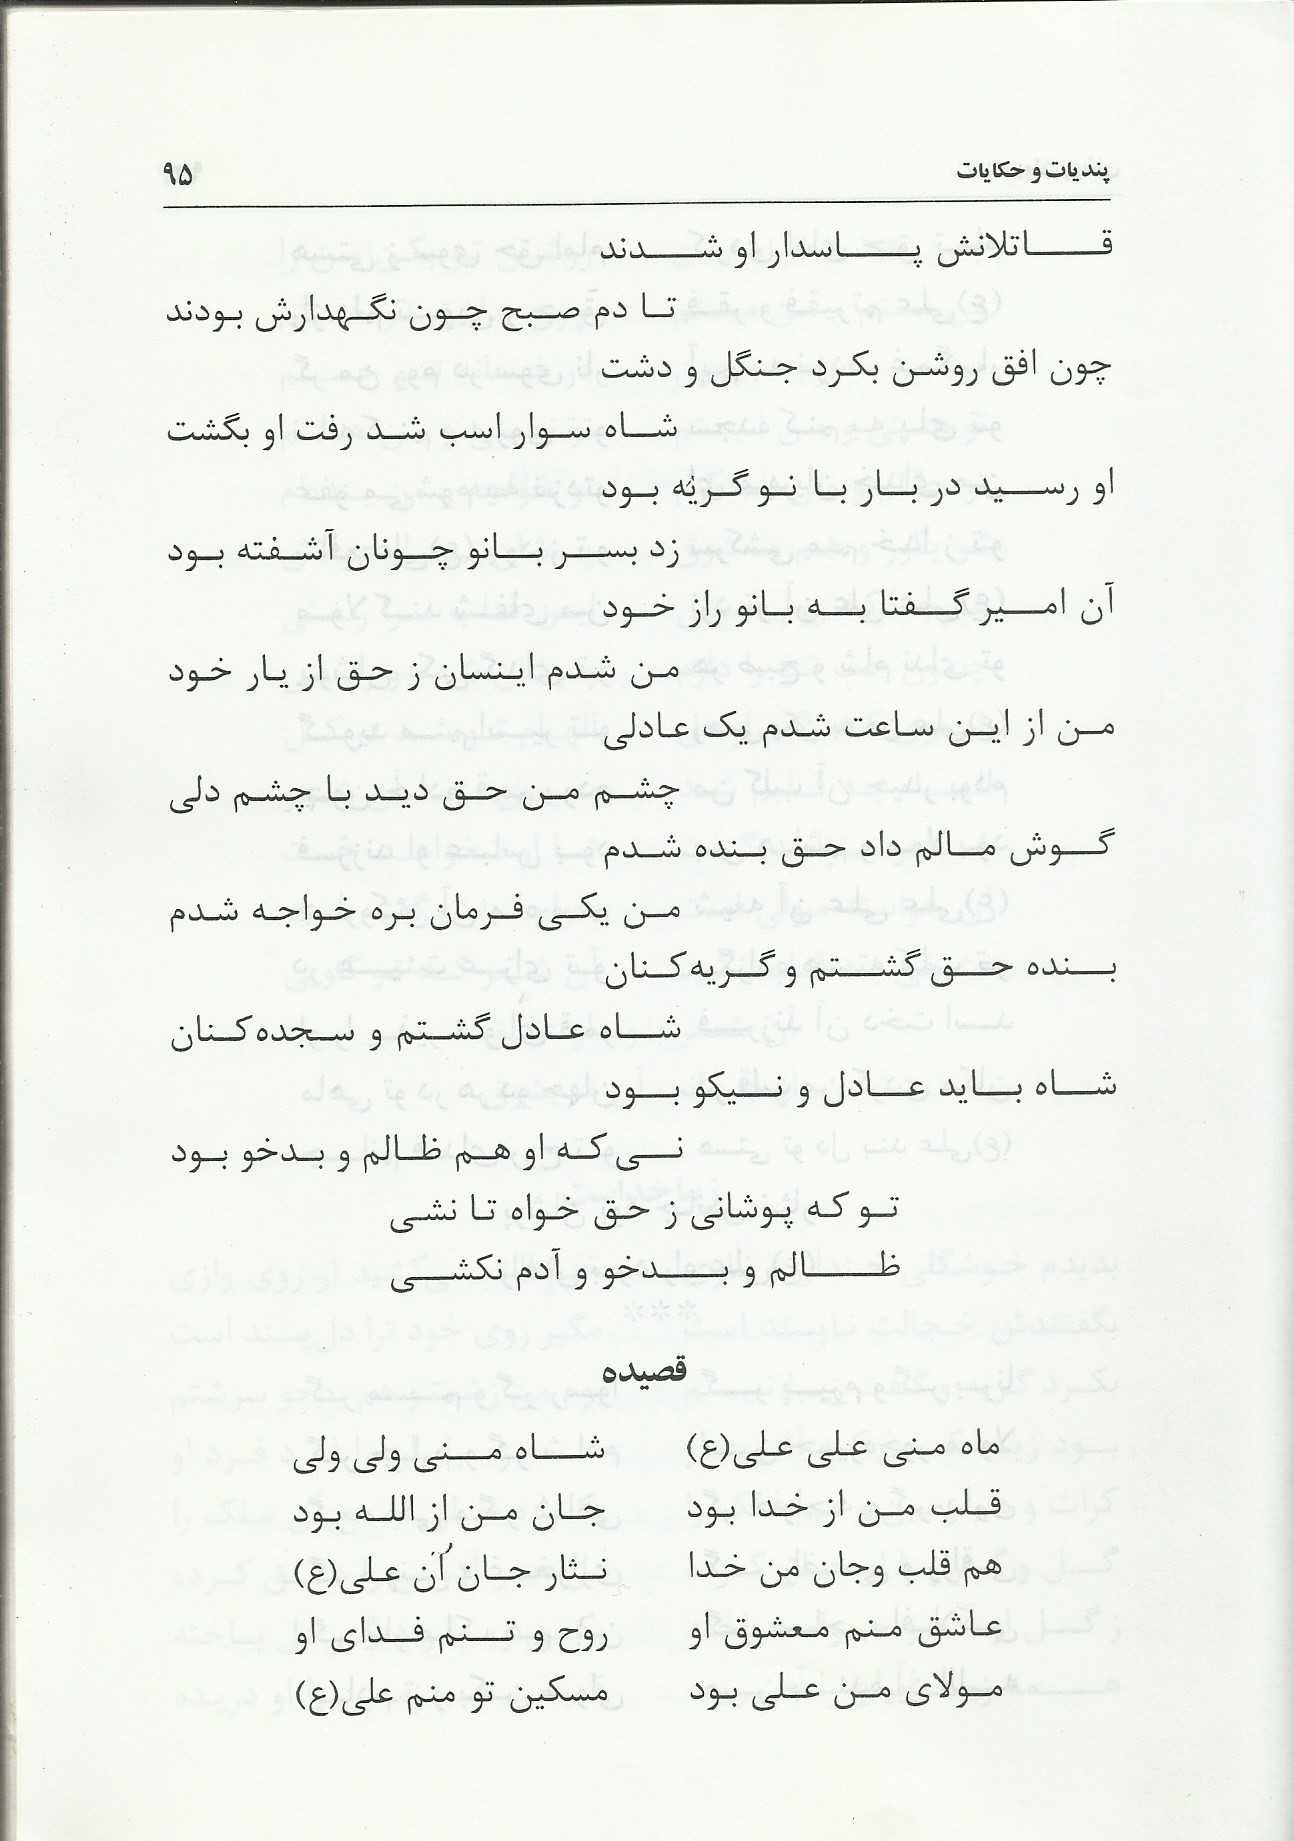 پندیات و حکایات ۹۵
قاتلانش پاسدار او شدند
تا دم صبح چون نگهدارش بودند
چون افق روشن بکرد جنگل و دشت
شاه سوار اسب شد رفت او بگشت
او رسید در بار با نو گریه بود
زد بسر بانو چونان آشفته بود
آن امیر گفتا به بانو راز خود
من شدم اینسان ز حق از یار خود
من از این ساعت شدم یک عادلی
چشم من حق دید با چشم دلی
گوش مالم داد حق بنده شدم
من یکی فرمان بره خواجه شدم
بنده حق گشتم و گریه‌کنان
شاه عادل گشتم و سجده‌کنان
شاه باید عادل و نیکو بود
نی که او هم ظالم و بدخو بود
تو که پوشانی ز حق خواه تا نشی
ظالم و بدخو و آدم نکشی
***
قصیده
ماه منی علی علی(ع) شاه منی ولی ولی
قلب من از خدا بود جان من از الله بود
هم قلب وجان من خدا نثار جان آن علی(ع)
عاشق منم معشوق او روح و تنم فدای او
مولای من علی بود مسکین تو منم علی(ع)